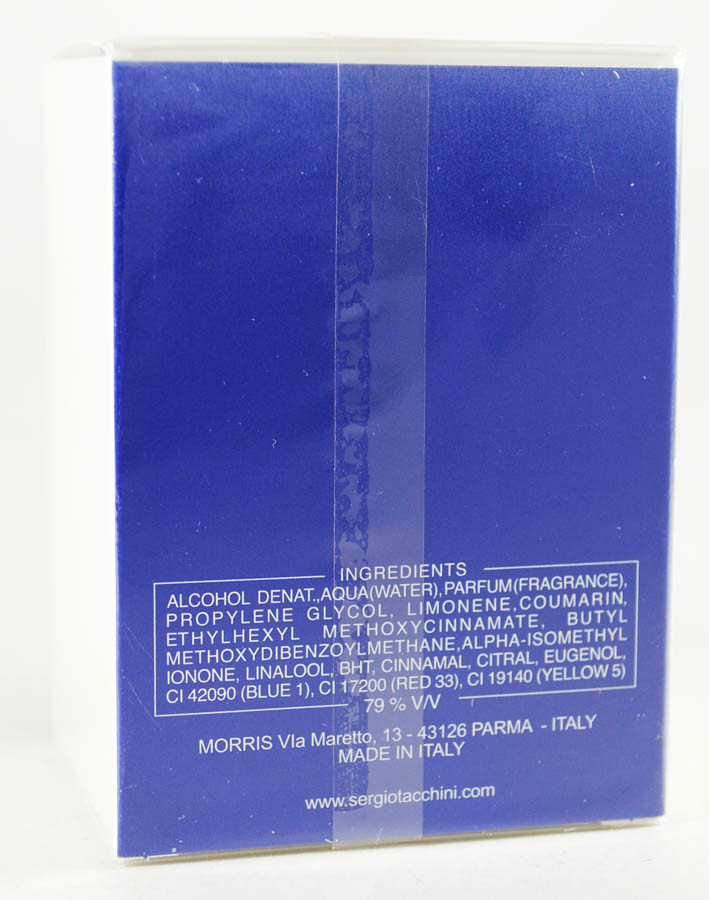 INGREDIENTS
ALCOHOL DENAT.,AQUA(WATER),PARFUM(FRAGRANCE),
PROPYLENE GLYCOL, LIMONENE,COUMARIN,
ETHYLHEXYL METHOXYCINNAMATE, BUTYL
METHOXYDIBENZOYLMETHANE,ALPHA-ISOMETHYL
IONONE, LINALOOL, BHT, CINNAMAL, CITRAL, EUGENOL,
CI 42090 (BLUE 1), CI 17200 (RED 33), CI 19140 (YELLOW 5)
79 % V/V
MORRIS VIa Maretto, 13 - 43126 PARMA - ITALY
MADE IN ITALY
www.sergiotacchini.com